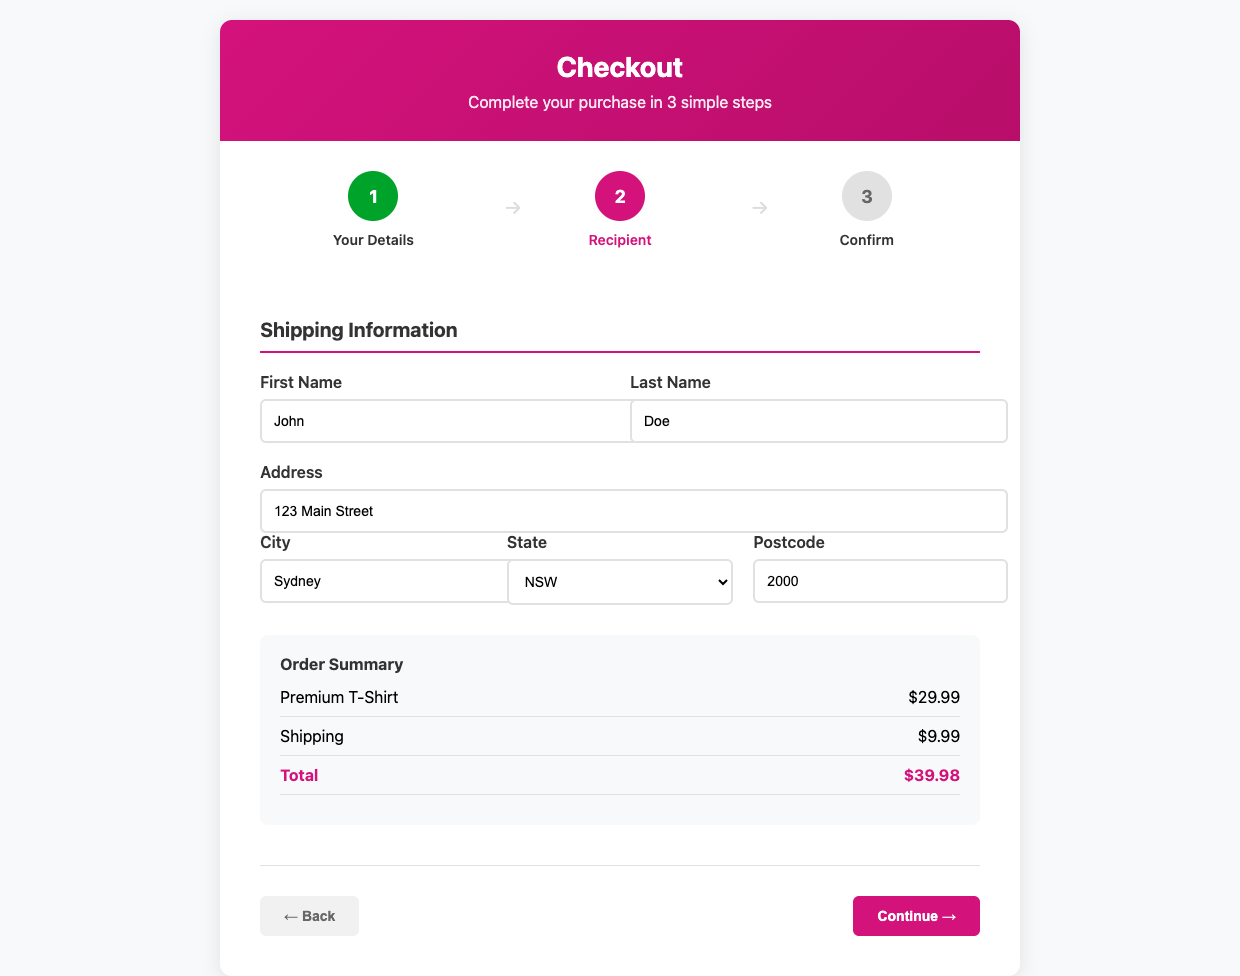 Checkout
Complete your purchase in 3 simple steps
1 → 2 → 3
Your Details Recipient Confirm
Shipping Information
First Name Last Name
John Doe
Address
123 Main Street
City State Postcode
Sydney NSW 2000
Order Summary
Premium T-Shirt $29.99
Shipping $9.99
Total $39.98
← Back Continue →